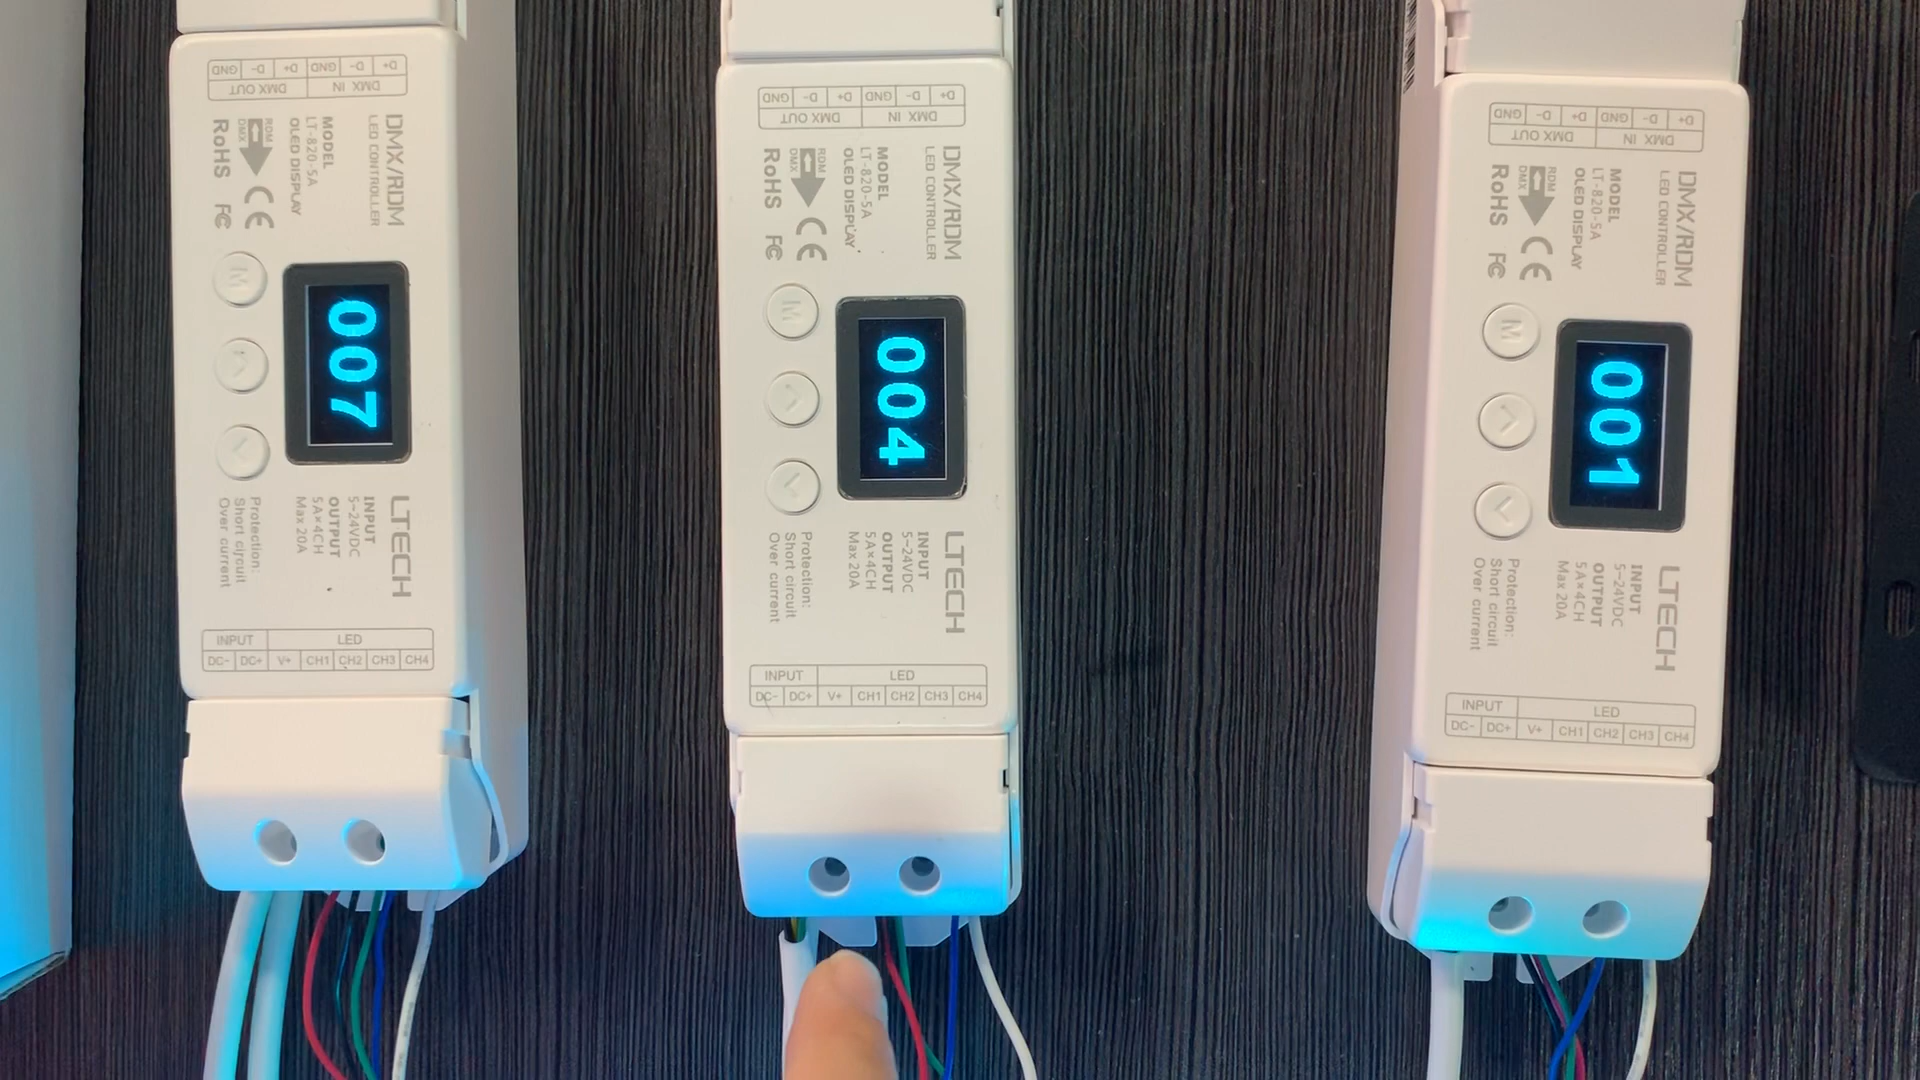 GND D- D+ GND D- D+
DMX OUT DMX IN
DMX/RDM
LED CONTROLLER
MODEL
LT-820-5A
OLED DISPLAY
RDM
DMX
CE
RoHS
FC
M
007
LTECH
INPUT
5~24VDC
OUTPUT
5A×4CH
Max 20A
Protection:
Short circuit
Over current
INPUT LED
DC- DC+ V+ CH1 CH2 CH3 CH4
GND D- D+ GND D- D+
DMX OUT DMX IN
DMX/RDM
LED CONTROLLER
MODEL
LT-820-5A
OLED DISPLAY
RDM
DMX
CE
RoHS
FC
M
004
LTECH
INPUT
5~24VDC
OUTPUT
5A×4CH
Max 20A
Protection:
Short circuit
Over current
INPUT LED
DC- DC+ V+ CH1 CH2 CH3 CH4
GND D- D+ GND D- D+
DMX OUT DMX IN
DMX/RDM
LED CONTROLLER
MODEL
LT-820-5A
OLED DISPLAY
RDM
DMX
CE
RoHS
FC
M
001
LTECH
INPUT
5~24VDC
OUTPUT
5A×4CH
Max 20A
Protection:
Short circuit
Over current
INPUT LED
DC- DC+ V+ CH1 CH2 CH3 CH4